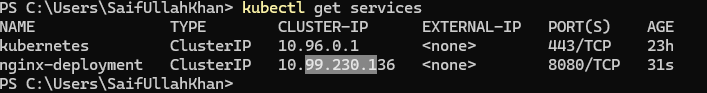 PS C:\Users\SaifUllahKhan> kubectl get services
NAME TYPE CLUSTER-IP EXTERNAL-IP PORT(S) AGE
kubernetes ClusterIP 10.96.0.1 <none> 443/TCP 23h
nginx-deployment ClusterIP 10.99.230.136 <none> 8080/TCP 31s
PS C:\Users\SaifUllahKhan>